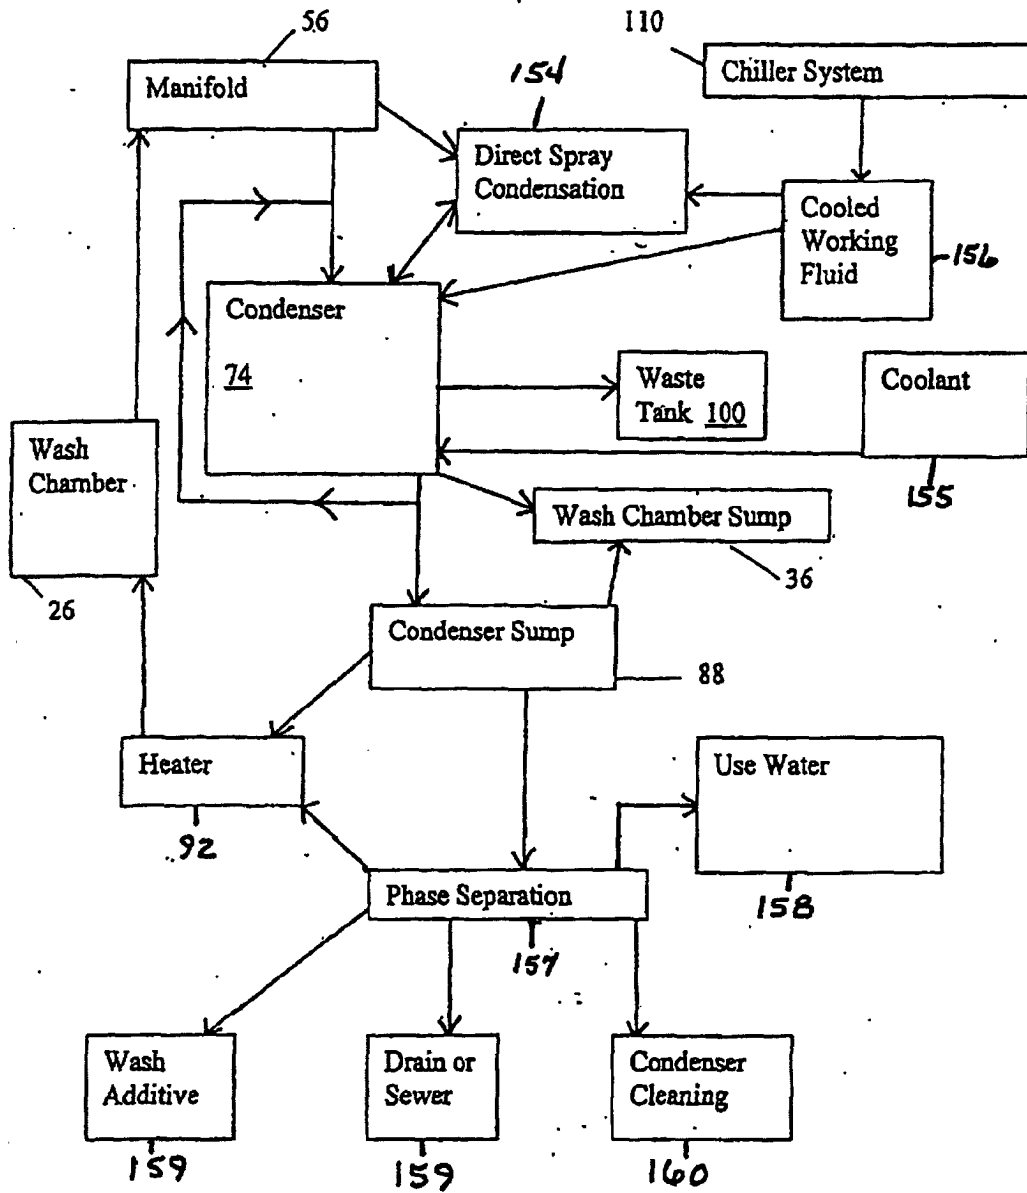 56
110
Manifold
154
Chiller System
Direct Spray
Condensation
Cooled
Working
Fluid
156
Condenser
74
Waste
Tank 100
Coolant
155
Wash
Chamber
Wash Chamber Sump
36
26
Condenser Sump
88
Heater
92
Use Water
158
Phase Separation
157
Wash
Additive
Drain or
Sewer
Condenser
Cleaning
159
159
160